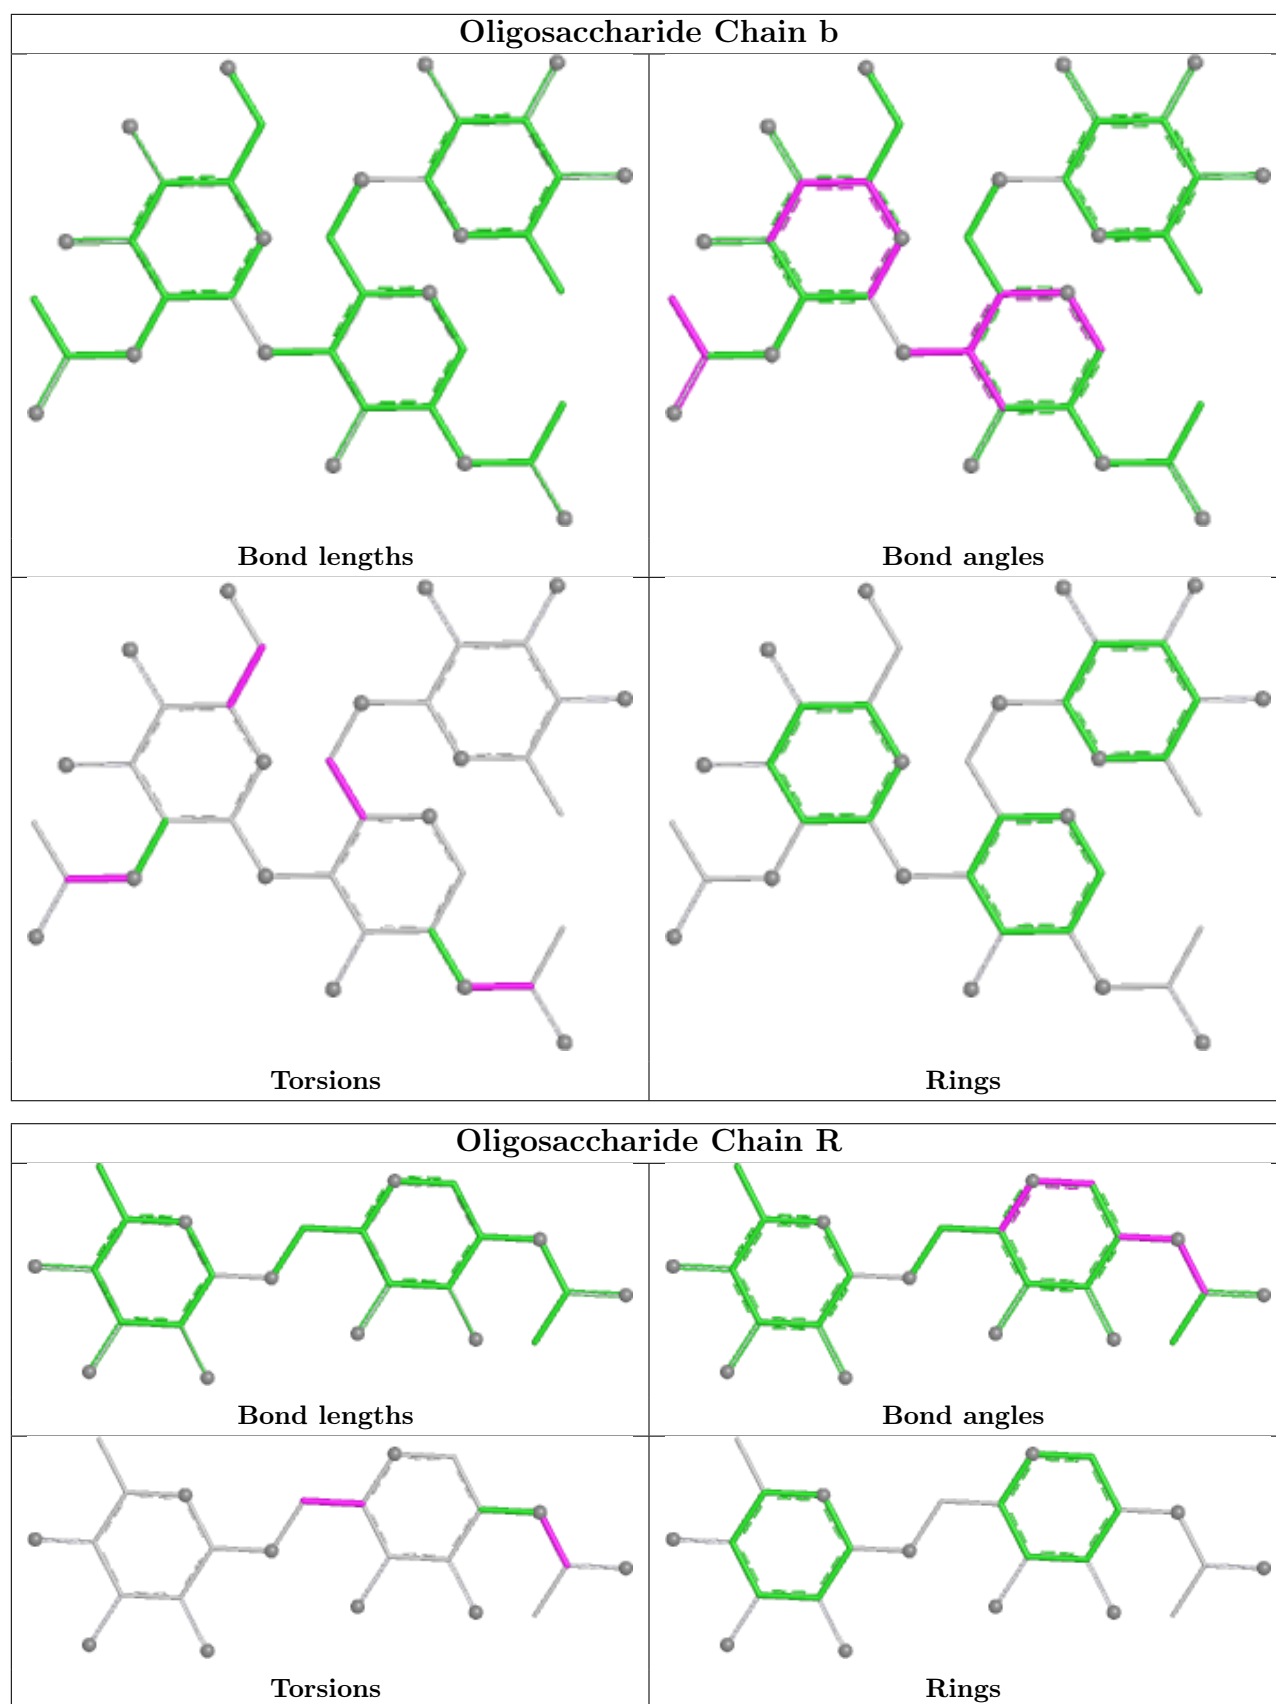 Oligosaccharide Chain b
Bond lengths
Bond angles
Torsions
Rings
Oligosaccharide Chain R
Bond lengths
Bond angles
Torsions
Rings